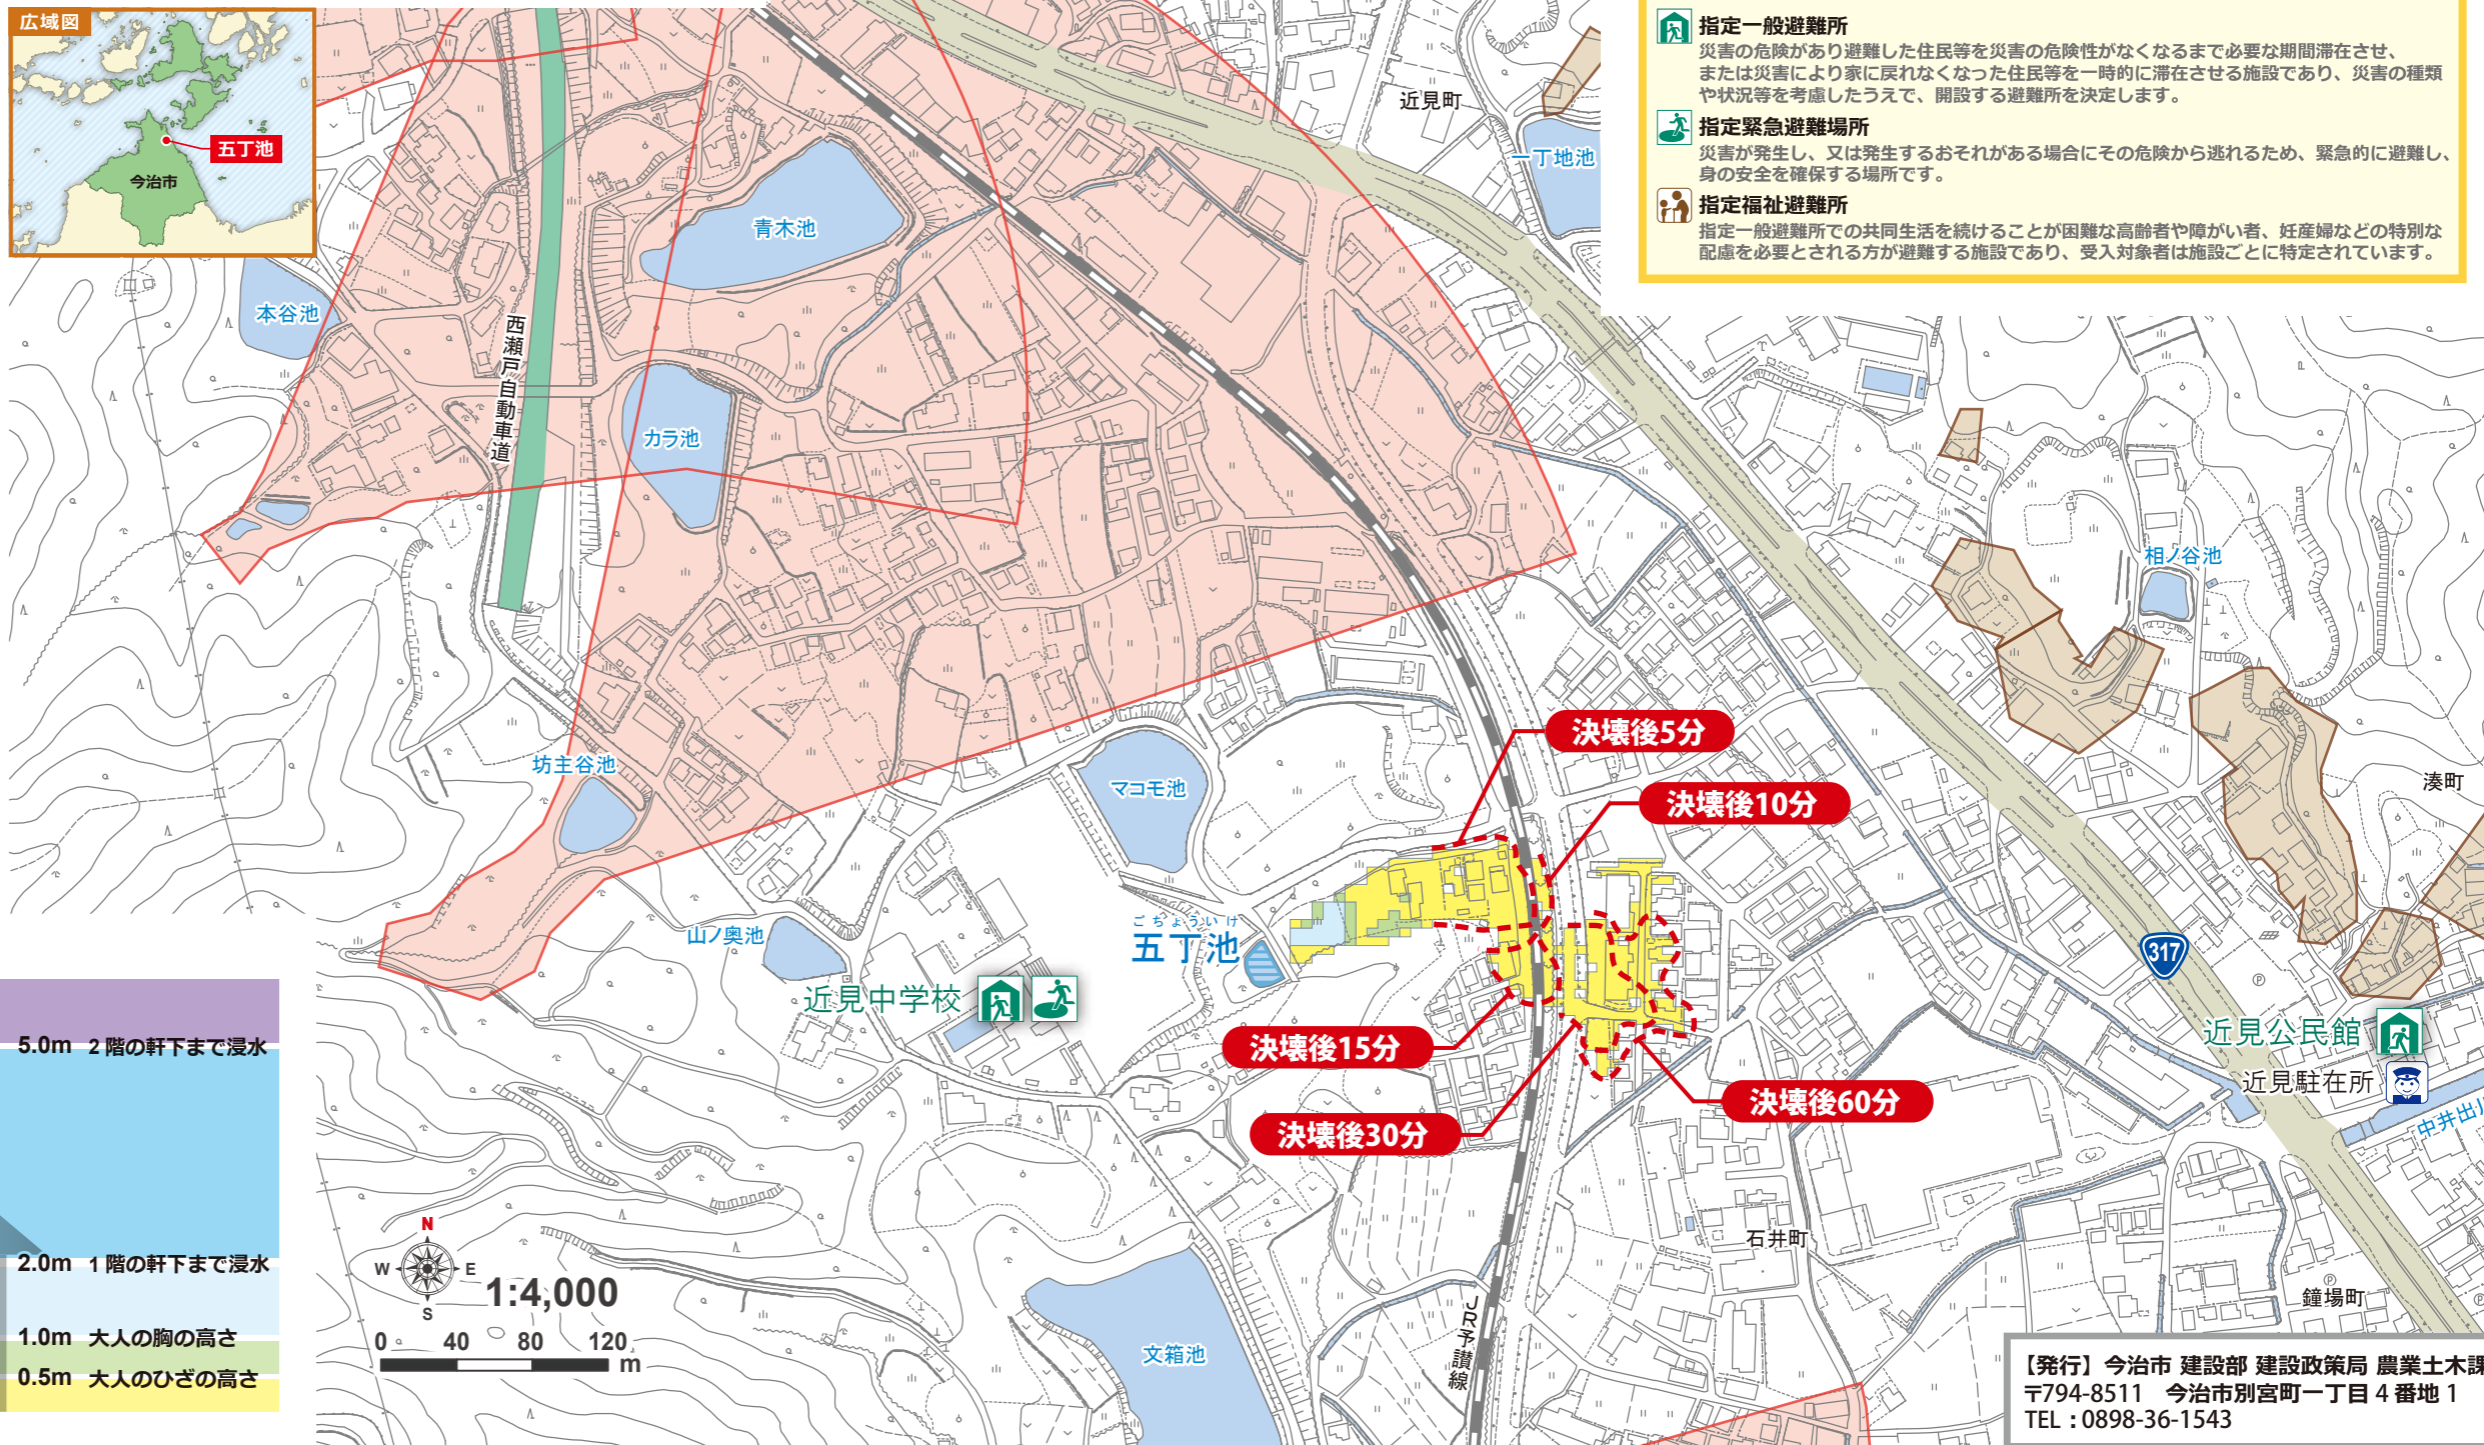 広域図
五丁池
今治市
指定一般避難所
災害の危険があり避難した住民等を災害の危険性がなくなるまで必要な期間滞在させ、
または災害により家に戻れなくなった住民等を一時的に滞在させる施設であり、災害の種類
や状況等を考慮したうえで、開設する避難所を決定します。
指定緊急避難場所
災害が発生し、又は発生するおそれがある場合にその危険から逃れるため、緊急的に避難し、
身の安全を確保する場所です。
指定福祉避難所
指定一般避難所での共同生活を続けることが困難な高齢者や障がい者、妊産婦などの特別な
配慮を必要とされる方が避難する施設であり、受入対象者は施設ごとに特定されています。
近見町
一丁地池
青木池
本谷池
西瀬戸自動車道
カラ池
相ノ谷池
坊主谷池
マコモ池
決壊後5分
決壊後10分
湊町
ごちょういけ
五丁池
山ノ奥池
近見中学校
317
決壊後15分
決壊後30分
決壊後60分
近見公民館
近見駐在所
中井出川
5.0m 2階の軒下まで浸水
2.0m 1階の軒下まで浸水
1.0m 大人の胸の高さ
0.5m 大人のひざの高さ
N
W E
S
1:4,000
0 40 80 120
m
文箱池
JR予讃線
石井町
鐘場町
【発行】今治市 建設部 建設政策局 農業土木課
〒794-8511 今治市別宮町一丁目4番地1
TEL：0898-36-1543